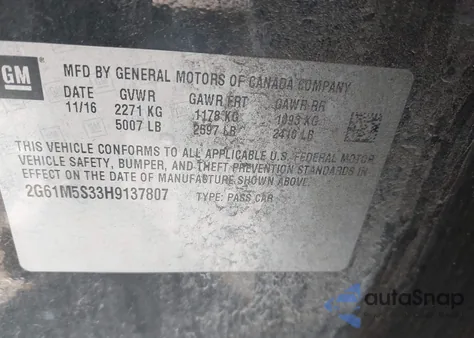 GM
MFD BY GENERAL MOTORS OF CANADA COMPANY
DATE GVWR GAWR FRT GAWR RR
11/16 2271 KG 1178 KG 1093 KG
5007 LB 2597 LB 2410 LB
THIS VEHICLE CONFORMS TO ALL APPLICABLE U.S. FEDERAL MOTOR
VEHICLE SAFETY, BUMPER, AND THEFT PREVENTION STANDARDS IN
EFFECT ON THE DATE OF MANUFACTURE SHOWN ABOVE.
2G61M5S33H9137807 TYPE: PASS CAR
autoSnap